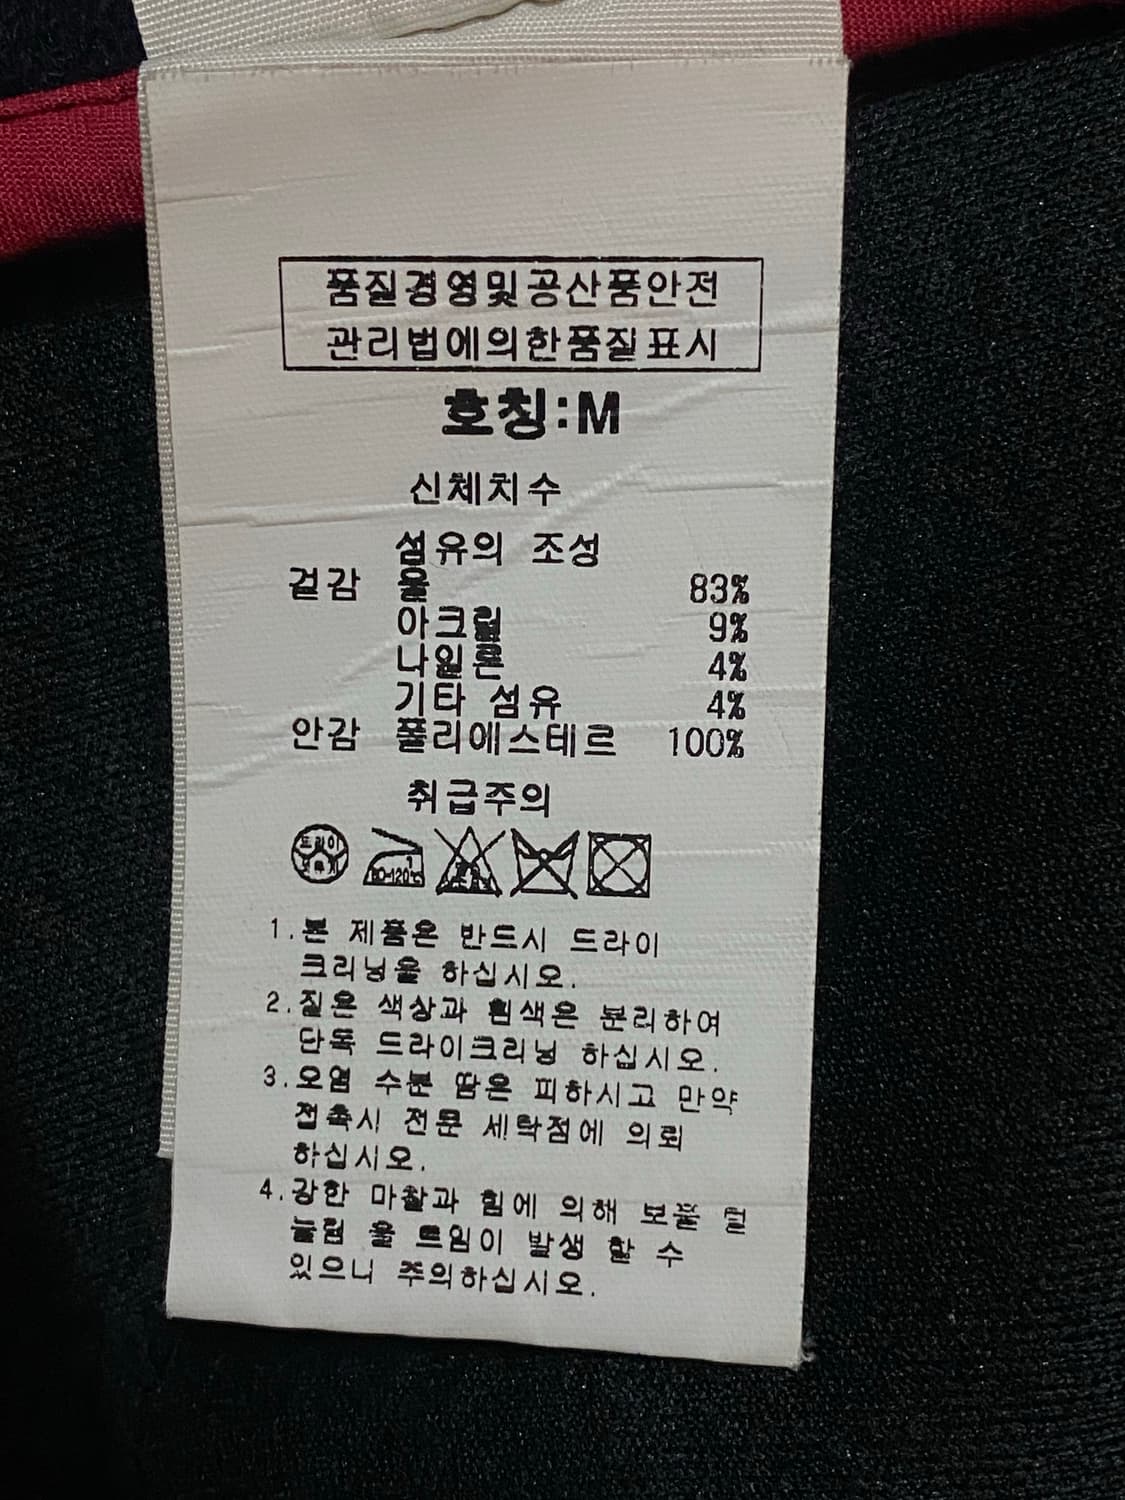 품질경영및공산품안전
관리법에의한품질표시
호칭:M
신체치수
섬유의 조성
겉감 울 83%
아크릴 9%
나일론 4%
기타 섬유 4%
안감 폴리에스테르 100%
취급주의
드라이
80-120℃
1.본 제품은 반드시 드라이
크리닝을 하십시오.
2.짙은 색상과 흰색은 분리하여
단독 드라이크리닝 하십시오.
3.오염 수분 땀은 피하시고 만약
접촉시 전문 세탁점에 의뢰
하십시오.
4.강한 마찰과 힘에 의해 보풀
눌림 울 트임이 발생 할 수
있으니 주의하십시오.